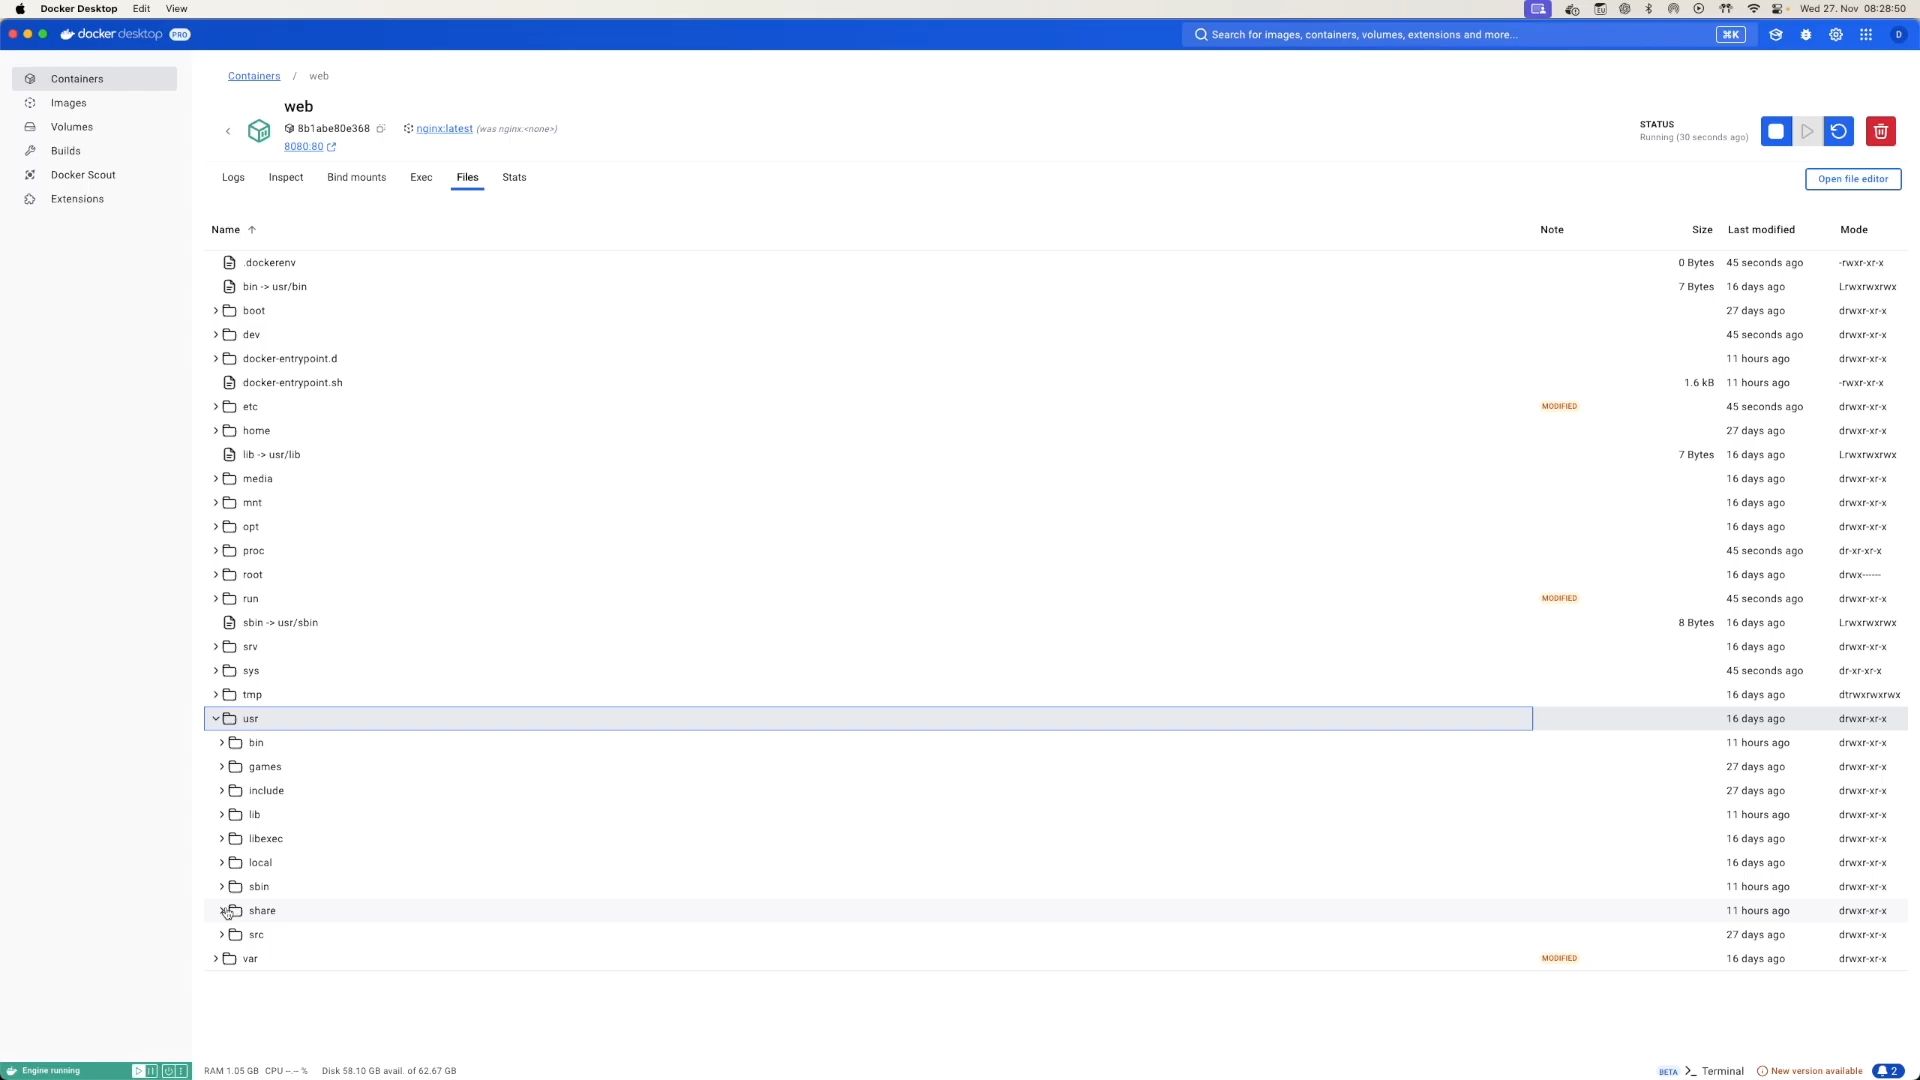 Docker Desktop Edit View
Wed 27. Nov 08:28:50
docker desktop PRO
Search for images, containers, volumes, extensions and more...
⌘K
D
Containers
Images
Volumes
Builds
Docker Scout
Extensions
Containers / web
web
8b1abe80e368 nginx:latest (was nginx:<none>)
8080:80
STATUS
Running (30 seconds ago)
Logs Inspect Bind mounts Exec Files Stats
Open file editor
Name Note Size Last modified Mode
.dockerenv 0 Bytes 45 seconds ago -rwxr-xr-x
bin -> usr/bin 7 Bytes 16 days ago Lrwxrwxrwx
boot 27 days ago drwxr-xr-x
dev 45 seconds ago drwxr-xr-x
docker-entrypoint.d 11 hours ago drwxr-xr-x
docker-entrypoint.sh 1.6 kB 11 hours ago -rwxr-xr-x
etc MODIFIED 45 seconds ago drwxr-xr-x
home 27 days ago drwxr-xr-x
lib -> usr/lib 7 Bytes 16 days ago Lrwxrwxrwx
media 16 days ago drwxr-xr-x
mnt 16 days ago drwxr-xr-x
opt 16 days ago drwxr-xr-x
proc 45 seconds ago dr-xr-xr-x
root 16 days ago drwx------
run MODIFIED 45 seconds ago drwxr-xr-x
sbin -> usr/sbin 8 Bytes 16 days ago Lrwxrwxrwx
srv 16 days ago drwxr-xr-x
sys 45 seconds ago dr-xr-xr-x
tmp 16 days ago dtrwxrwxrwx
usr 16 days ago drwxr-xr-x
bin 11 hours ago drwxr-xr-x
games 27 days ago drwxr-xr-x
include 27 days ago drwxr-xr-x
lib 11 hours ago drwxr-xr-x
libexec 16 days ago drwxr-xr-x
local 16 days ago drwxr-xr-x
sbin 11 hours ago drwxr-xr-x
share 11 hours ago drwxr-xr-x
src 27 days ago drwxr-xr-x
var MODIFIED 16 days ago drwxr-xr-x
Engine running
RAM 1.05 GB CPU --.-- % Disk 58.10 GB avail. of 62.67 GB
BETA >_ Terminal New version available 2